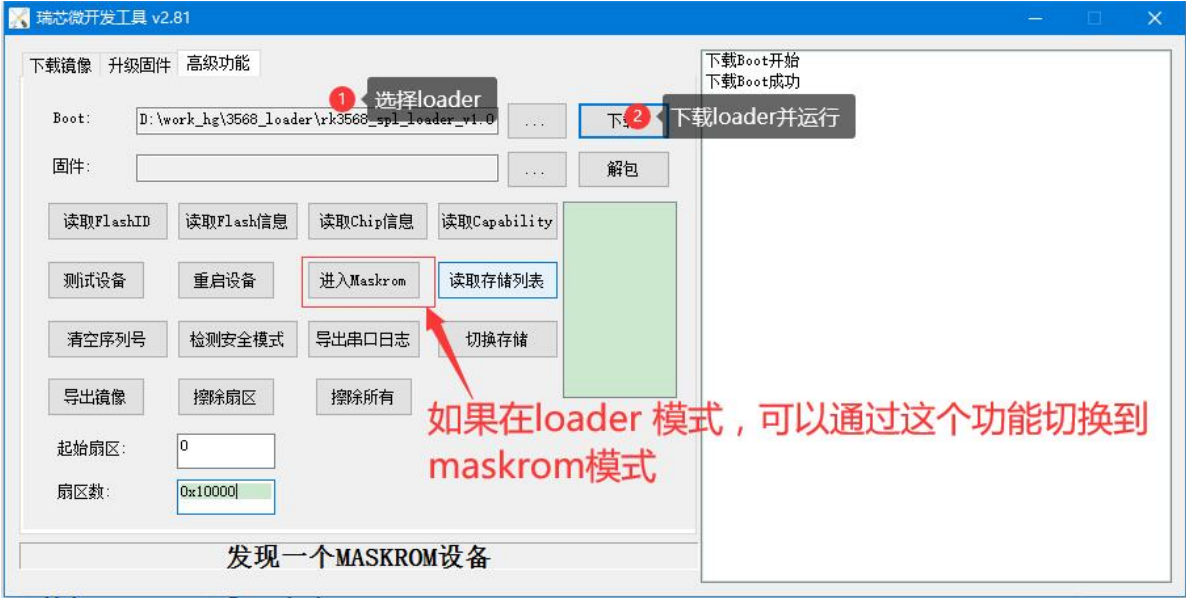 瑞芯微开发工具 v2.81
下载镜像 升级固件 高级功能
下载Boot开始
下载Boot成功
1 选择loader
Boot: D:\work_hg\3568_loader\rk3568_spl_loader_v1.0 ... 2 下载loader并运行
固件: ... 解包
读取FlashID 读取Flash信息 读取Chip信息 读取Capability
测试设备 重启设备 进入Maskrom 读取存储列表
清空序列号 检测安全模式 导出串口日志 切换存储
导出镜像 擦除扇区 擦除所有
如果在loader 模式，可以通过这个功能切换到
maskrom模式
起始扇区: 0
扇区数: 0x10000
发现一个MASKROM设备